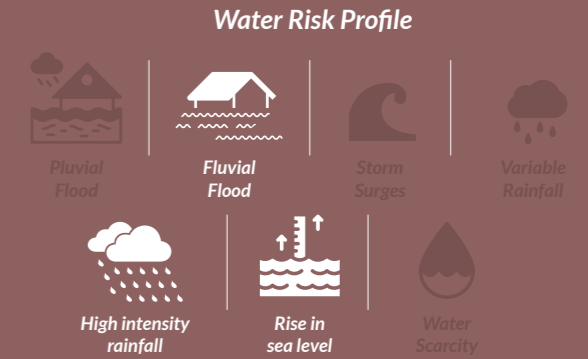 Water Risk Profile
Pluvial
Flood
Fluvial
Flood
Storm
Surges
Variable
Rainfall
High intensity
rainfall
Rise in
sea level
Water
Scarcity